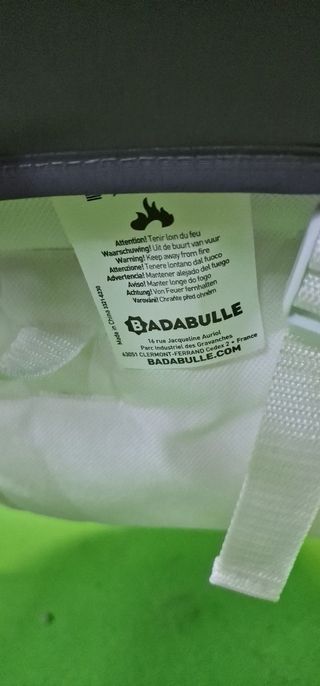 Attention! Tenir loin du feu
Waarschuwing! Uit de buurt van vuur
Warning! Keep away from fire
Attenzione! Tenere lontano dal fuoco
Advertencia! Mantener alejado del fuego
Aviso! Manter longe do fogo
Achtung! Von Feuer fernhalten
Varování! Chraňte před ohněm
BADABULLE
16 rue Jacqueline Auriol
Parc Industriel des Gravanches
63051 CLERMONT-FERRAND Cedex 2 • France
BADABULLE.COM
Made in China